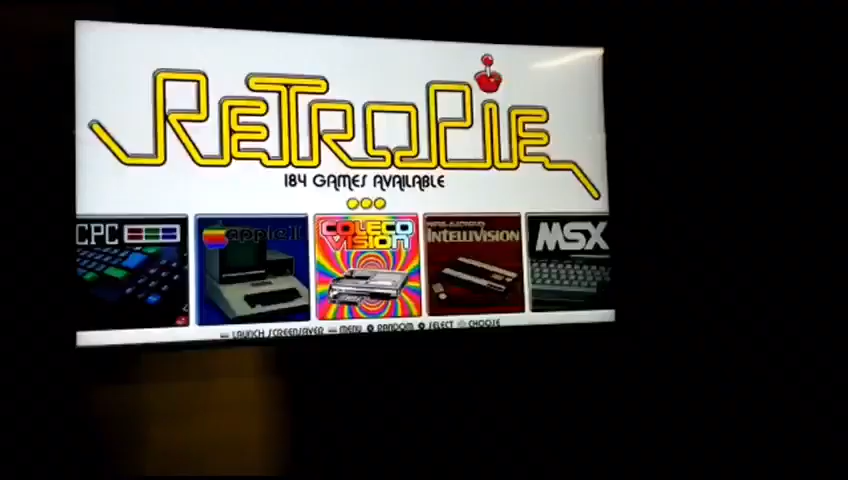 RETROPIE
184 GAMES AVAILABLE
CPC
apple II
COLECO
VISION
INTELLIVISION
MSX
LAUNCH SCREENSAVER MENU RANDOM SELECT CHOOSE